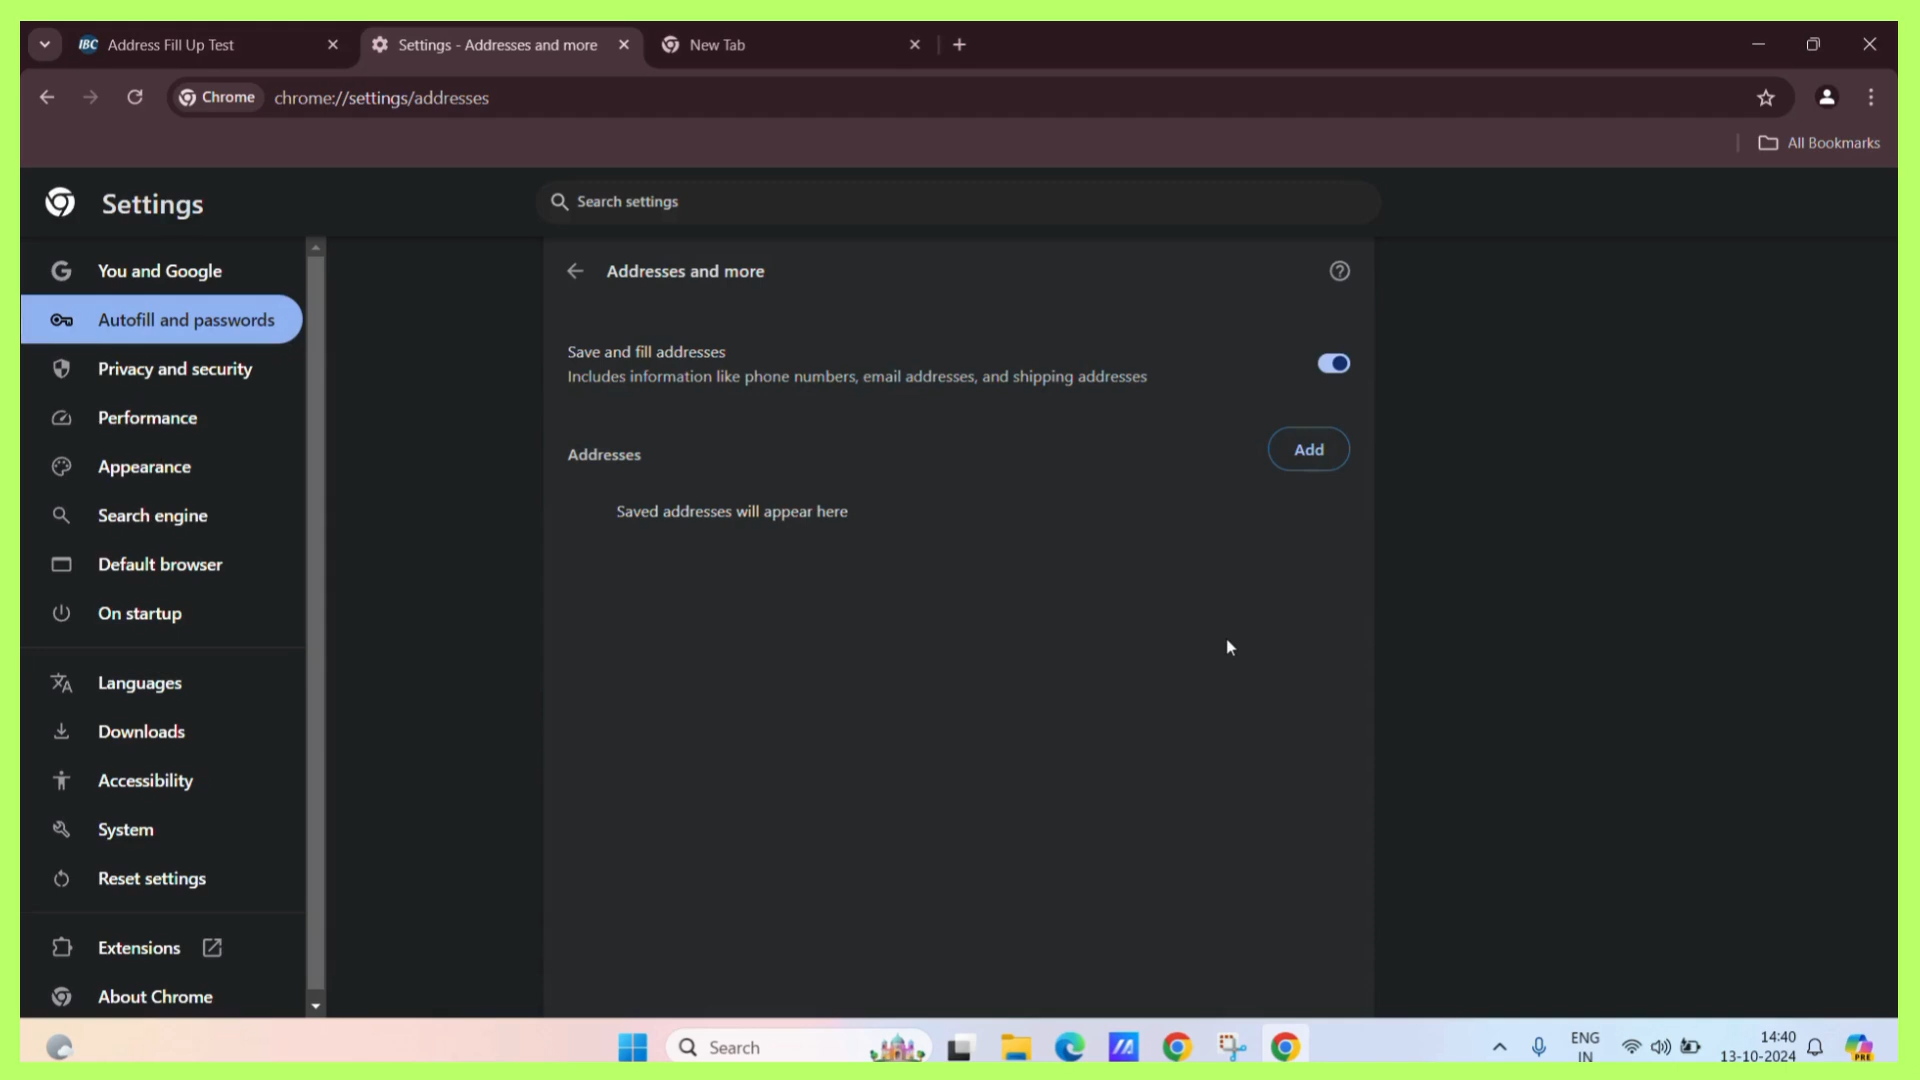 IBC Address Fill Up Test
Settings - Addresses and more
New Tab
Chrome chrome://settings/addresses
All Bookmarks
Settings
Search settings
You and Google
Autofill and passwords
Privacy and security
Performance
Appearance
Search engine
Default browser
On startup
Languages
Downloads
Accessibility
System
Reset settings
Extensions
About Chrome
Addresses and more
Save and fill addresses
Includes information like phone numbers, email addresses, and shipping addresses
Addresses
Add
Saved addresses will appear here
Search
ENG
IN
14:40
13-10-2024
PRE